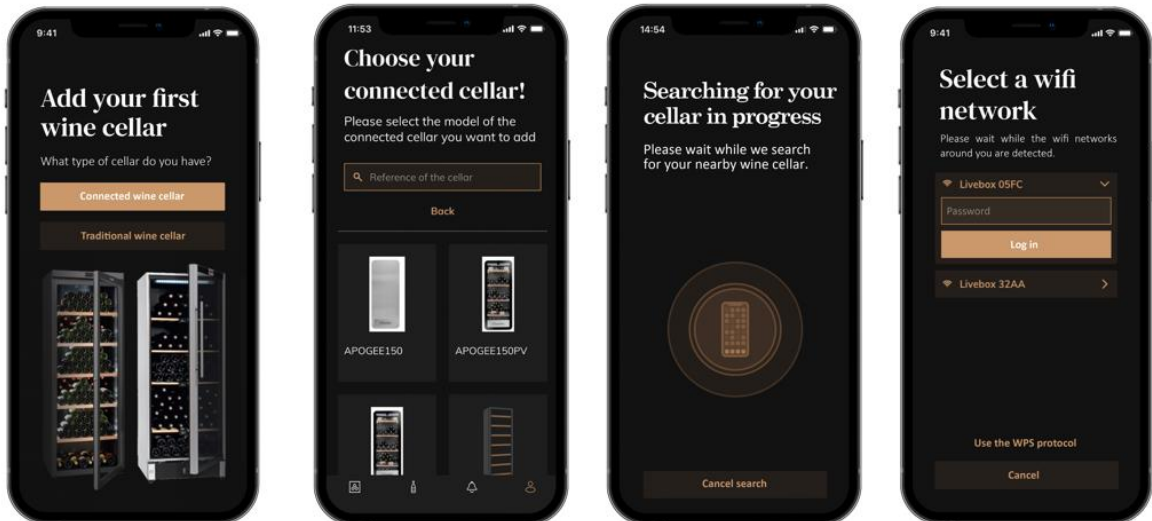 9:41
Add your first
wine cellar
What type of cellar do you have?
Connected wine cellar
Traditional wine cellar
11:53
Choose your
connected cellar!
Please select the model of the
connected cellar you want to add
Reference of the cellar
Back
APOGEE150
APOGEE150PV
14:54
Searching for your
cellar in progress
Please wait while we search
for your nearby wine cellar.
Cancel search
9:41
Select a wifi
network
Please wait while the wifi networks
around you are detected.
Livebox 05FC
Password
Log in
Livebox 32AA
Use the WPS protocol
Cancel